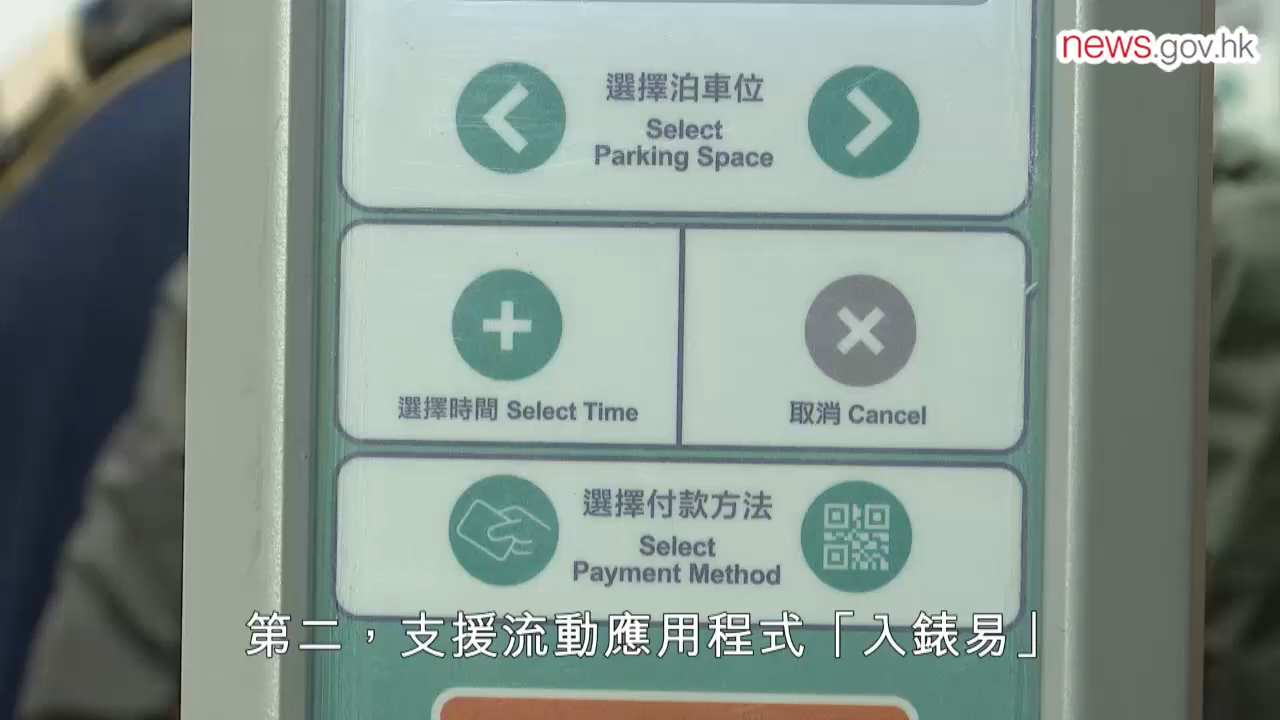 news.gov.hk
選擇泊車位
Select
Parking Space
選擇時間 Select Time
取消 Cancel
選擇付款方法
Select
Payment Method
第二，支援流動應用程式「入錶易」